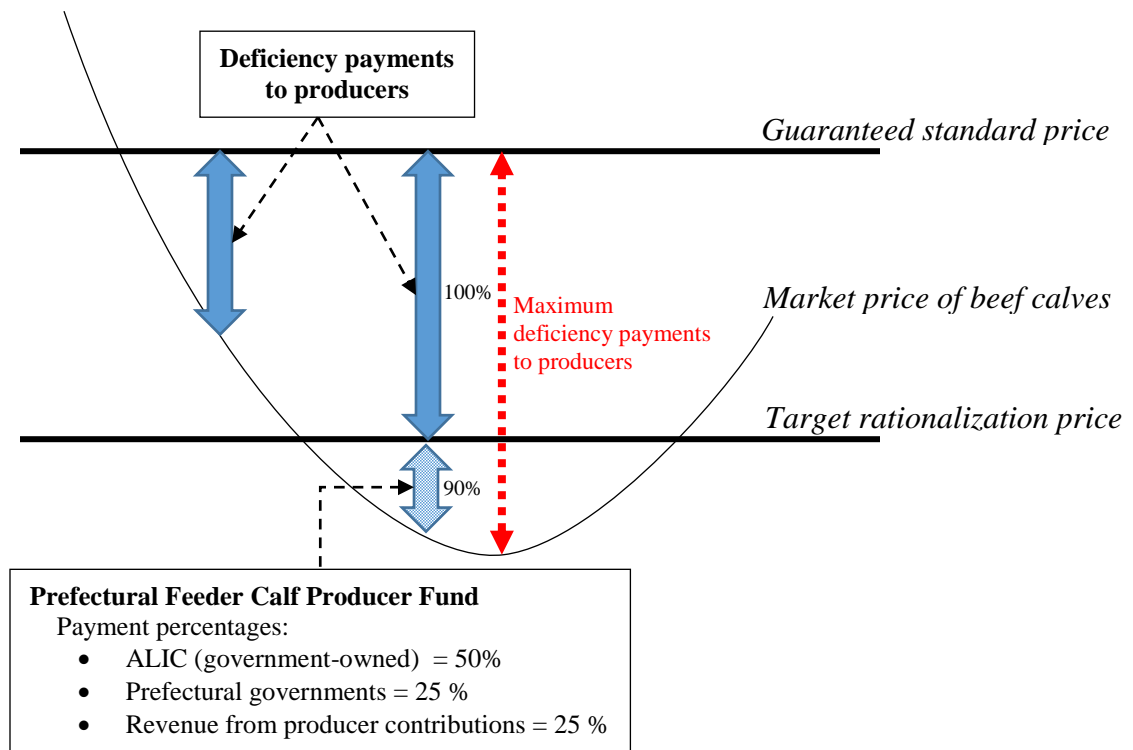 Deficiency payments
to producers
Guaranteed standard price
100%
Maximum
deficiency payments
to producers
Market price of beef calves
Target rationalization price
90%
Prefectural Feeder Calf Producer Fund
Payment percentages:
• ALIC (government-owned) = 50%
• Prefectural governments = 25 %
• Revenue from producer contributions = 25 %